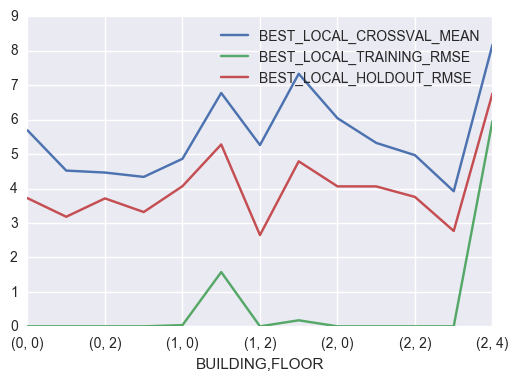 9
8
7
6
5
4
3
2
1
0
BEST_LOCAL_CROSSVAL_MEAN
BEST_LOCAL_TRAINING_RMSE
BEST_LOCAL_HOLDOUT_RMSE
(0, 0) (0, 2) (1, 0) (1, 2) (2, 0) (2, 2) (2, 4)
BUILDING,FLOOR